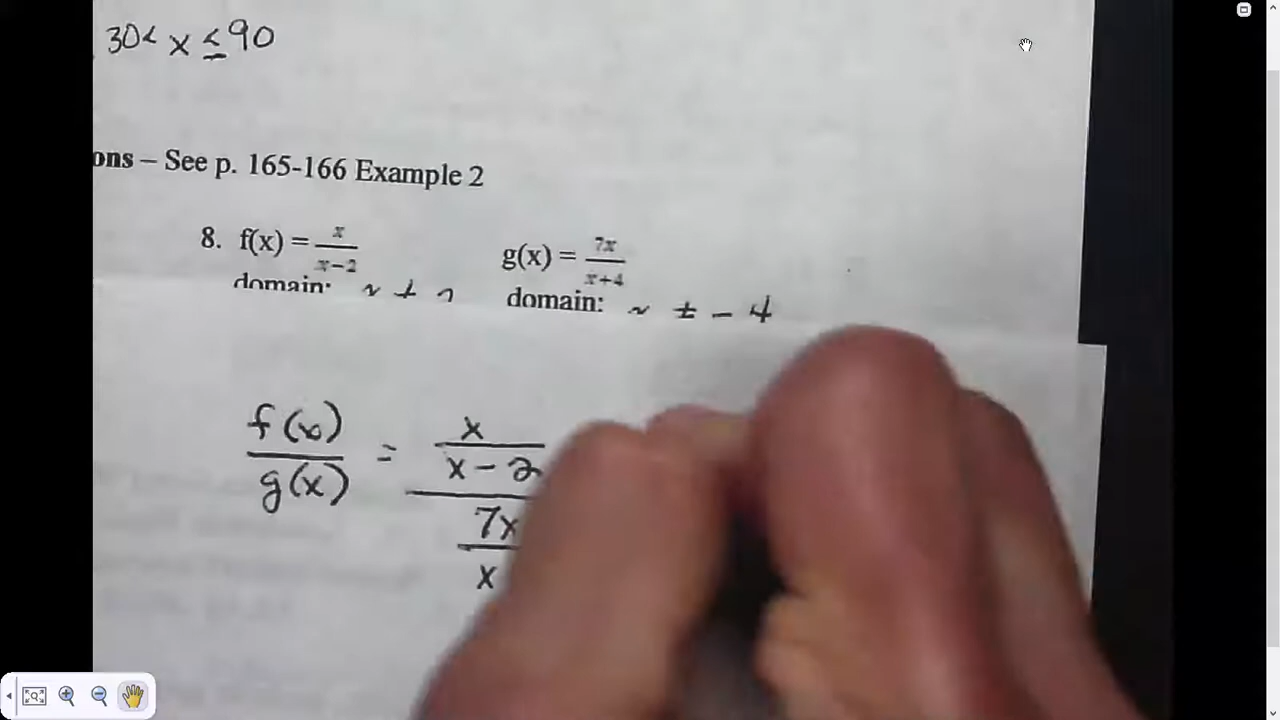 30< x ≤ 90
ons – See p. 165-166 Example 2
8. f(x) = x/(x−2) g(x) = 7x/(x+4)
domain: domain: ≠ − 4
f(x)/g(x) = x/(x − 2)
7x
x